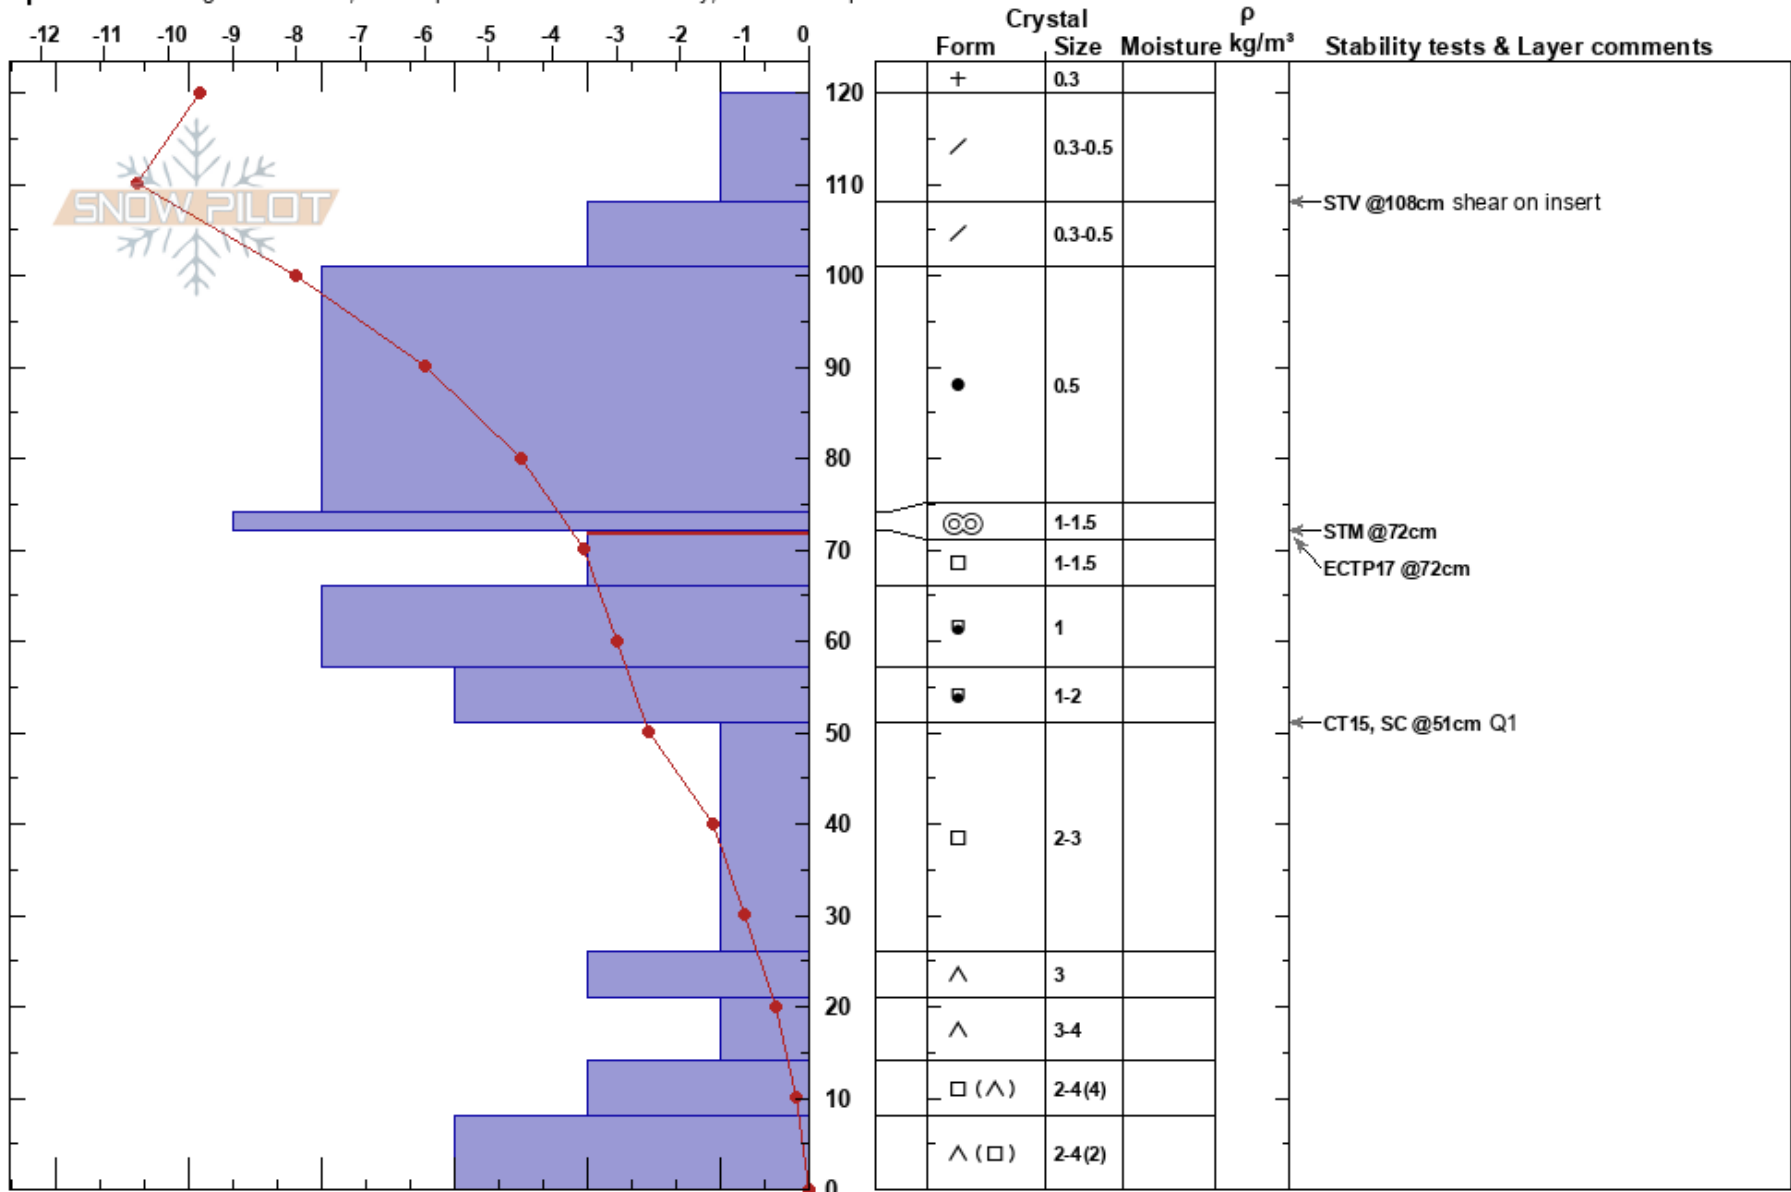 Crystal ρ
-12 -11 -10 -9 -8 -7 -6 -5 -4 -3 -2 -1 0 Form Size Moisture kg/m³ Stability tests & Layer comments
+ 0.3
120
/ 0.3-0.5
SNOW PILOT
110
STV @108cm shear on insert
/ 0.3-0.5
100
90
● 0.5
80
1-1.5
STM @72cm
70
□ 1-1.5
ECTP17 @72cm
1
60
1-2
CT15, SC @51cm Q1
50
40
□ 2-3
30
∧ 3
20
∧ 3-4
□ (∧) 2-4(4)
10
∧ (□) 2-4(2)
0